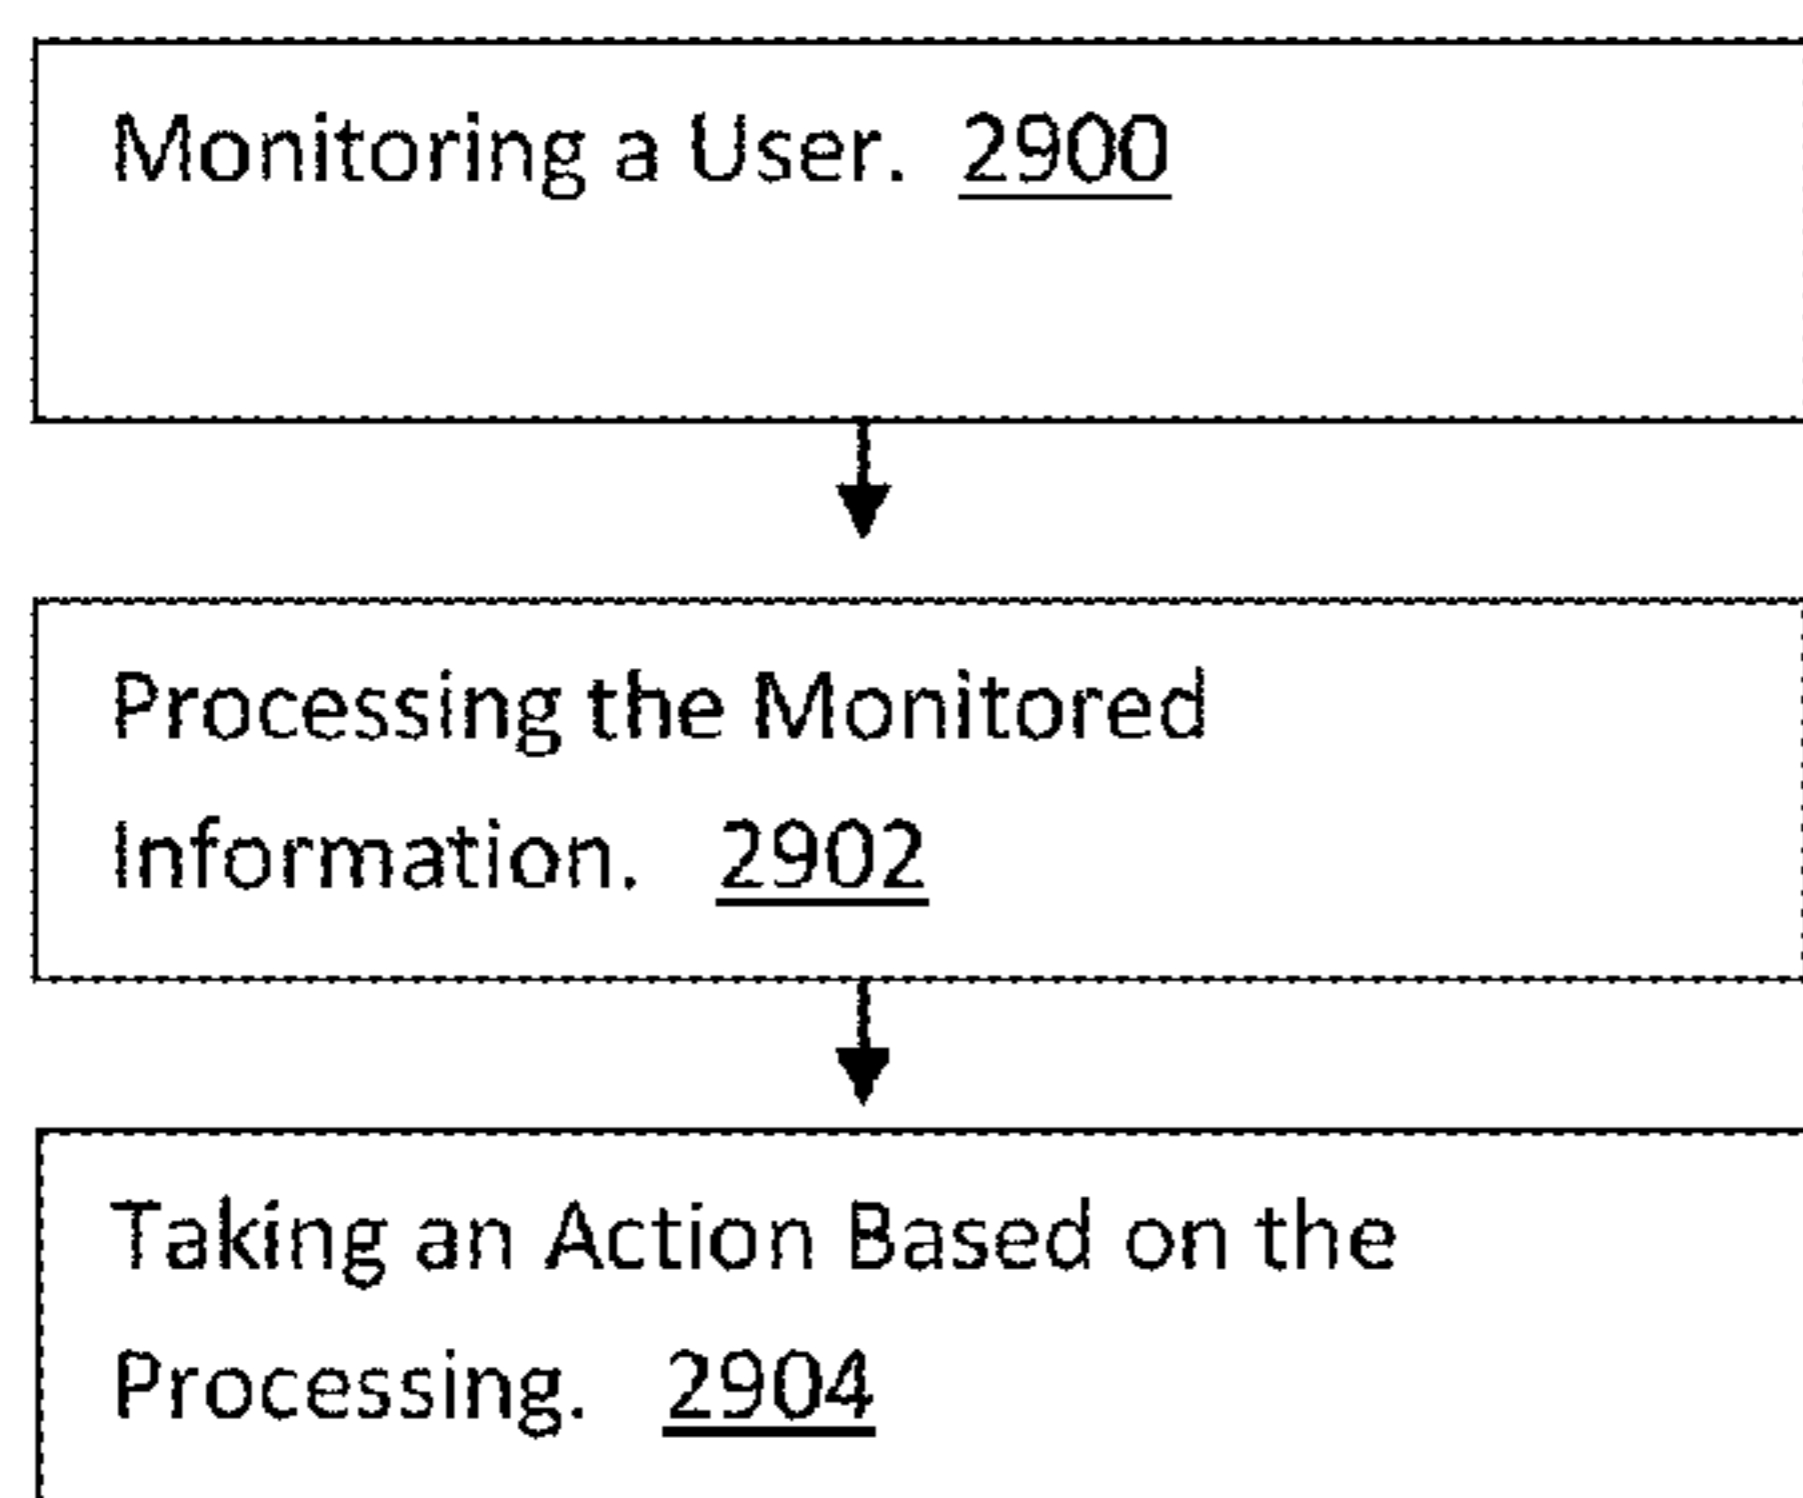 Monitoring a User. 2900
Processing the Monitored
Information. 2902
Taking an Action Based on the
Processing. 2904